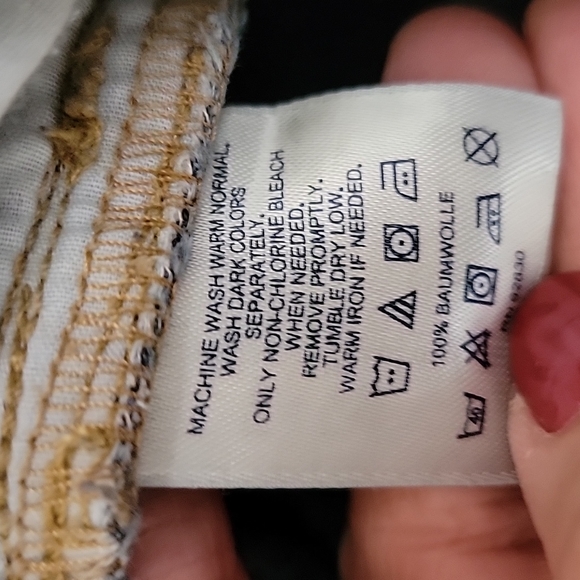 MACHINE WASH WARM NORMAL.
WASH DARK COLORS
SEPARATELY.
ONLY NON-CHLORINE BLEACH
WHEN NEEDED.
REMOVE PROMPTLY.
TUMBLE DRY LOW.
WARM IRON IF NEEDED.
100% BAUMWOLLE
40